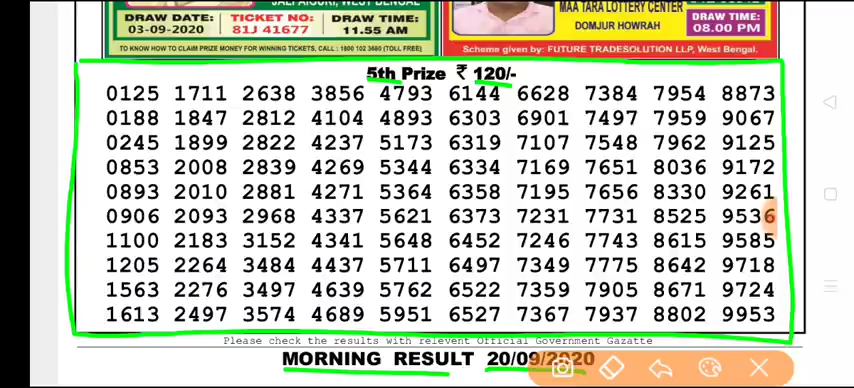 JALPAIGURI, WEST BENGAL
DRAW DATE: TICKET NO: DRAW TIME:
03-09-2020 81J 41677 11.55 AM
TO KNOW HOW TO CLAIM PRIZE MONEY FOR WINNING TICKETS, CALL : 1800 102 3680 (TOLL FREE)
MAA TARA LOTTERY CENTER
DOMJUR HOWRAH
DRAW TIME:
08.00 PM
Scheme given by: FUTURE TRADESOLUTION LLP, West Bengal.
5th Prize ₹ 120/-
0125 1711 2638 3856 4793 6144 6628 7384 7954 8873
0188 1847 2812 4104 4893 6303 6901 7497 7959 9067
0245 1899 2822 4237 5173 6319 7107 7548 7962 9125
0853 2008 2839 4269 5344 6334 7169 7651 8036 9172
0893 2010 2881 4271 5364 6358 7195 7656 8330 9261
0906 2093 2968 4337 5621 6373 7231 7731 8525 9536
1100 2183 3152 4341 5648 6452 7246 7743 8615 9585
1205 2264 3484 4437 5711 6497 7349 7775 8642 9718
1563 2276 3497 4639 5762 6522 7359 7905 8671 9724
1613 2497 3574 4689 5951 6527 7367 7937 8802 9953
Please check the results with relevent Official Government Gazatte
MORNING RESULT 20/09/2020